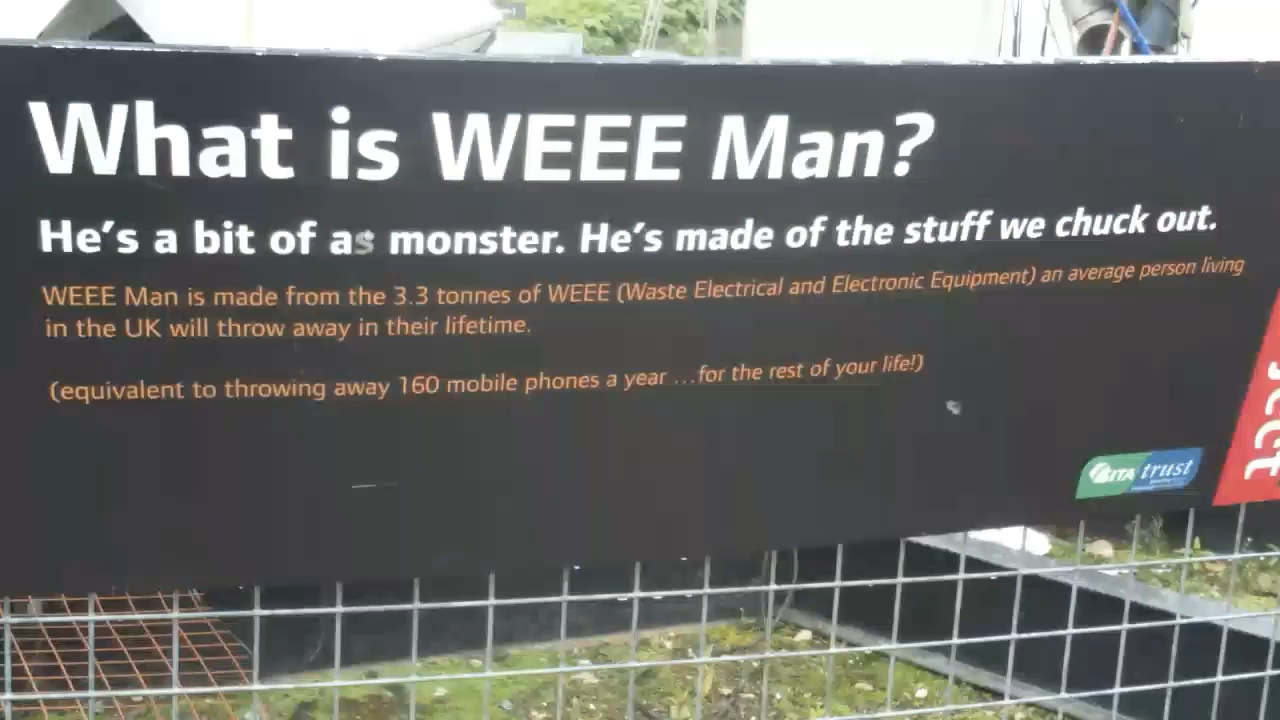 What is WEEE Man?
He's a bit of as monster. He's made of the stuff we chuck out.
WEEE Man is made from the 3.3 tonnes of WEEE (Waste Electrical and Electronic Equipment) an average person living
in the UK will throw away in their lifetime.
(equivalent to throwing away 160 mobile phones a year ...for the rest of your life!)
SITA trust